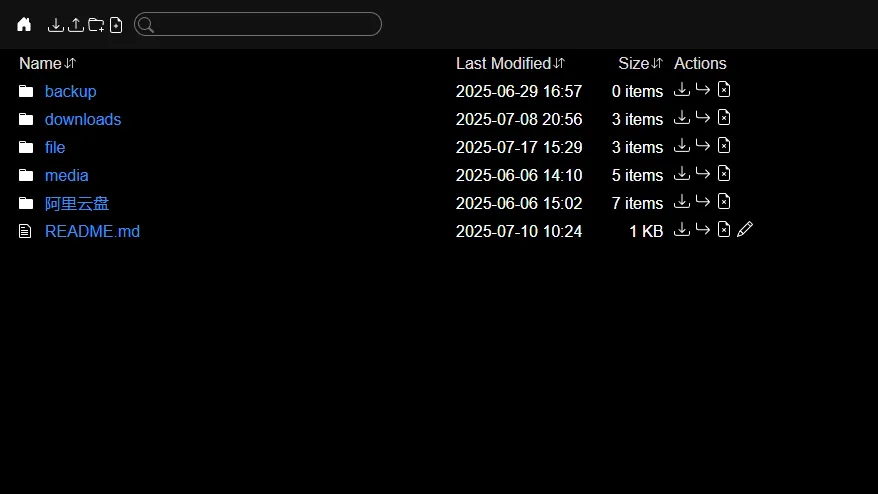 Name Last Modified Size Actions
backup 2025-06-29 16:57 0 items
downloads 2025-07-08 20:56 3 items
file 2025-07-17 15:29 3 items
media 2025-06-06 14:10 5 items
阿里云盘 2025-06-06 15:02 7 items
README.md 2025-07-10 10:24 1 KB